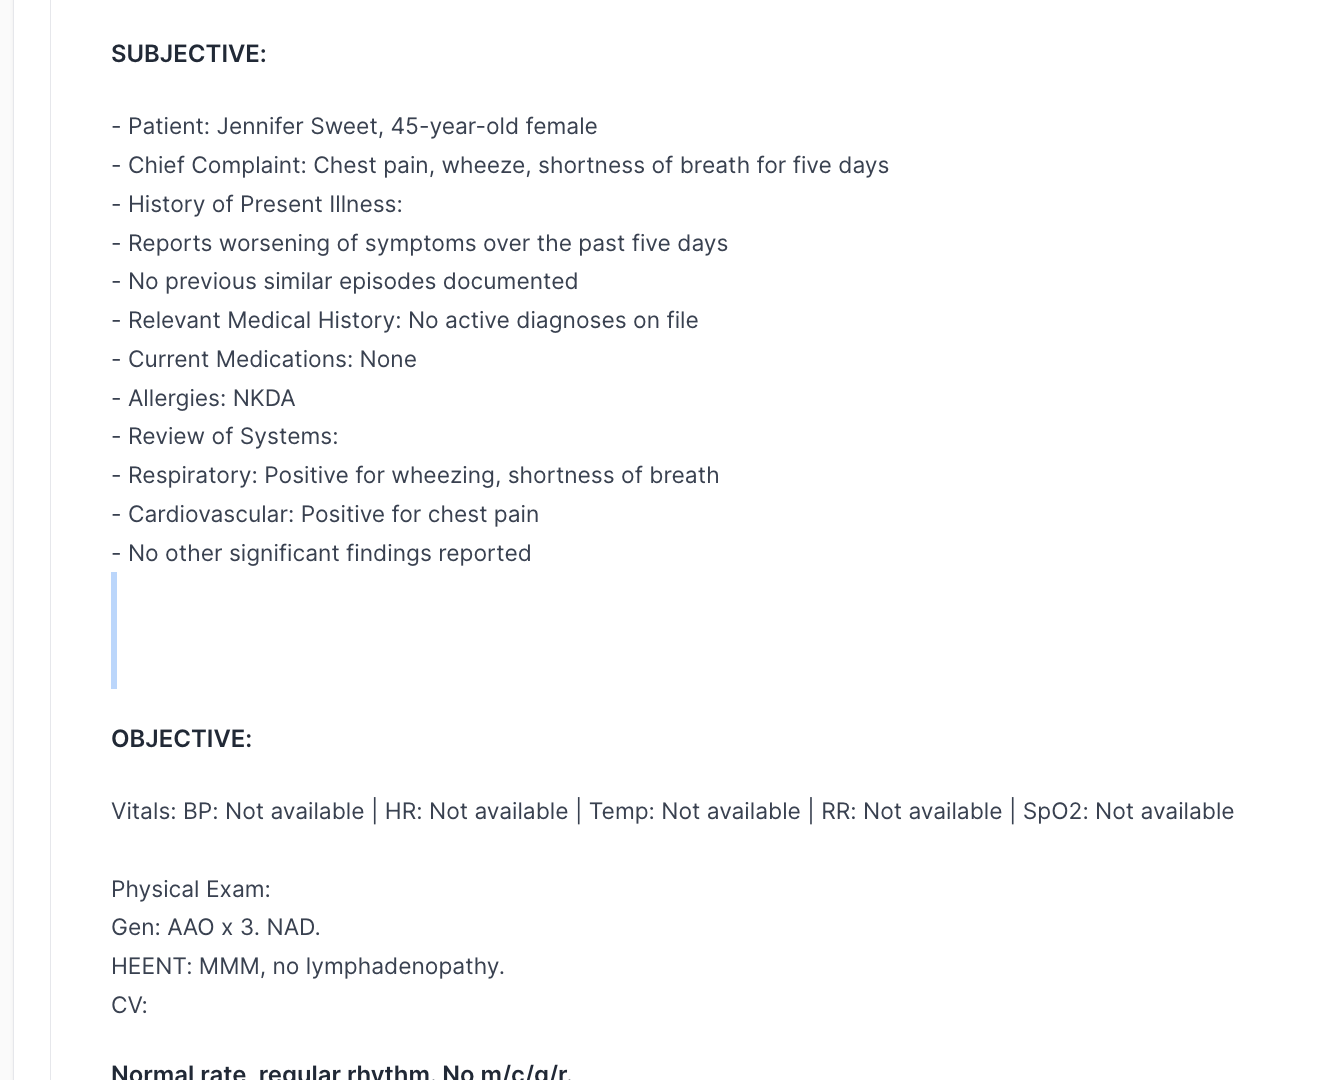 SUBJECTIVE:
- Patient: Jennifer Sweet, 45-year-old female
- Chief Complaint: Chest pain, wheeze, shortness of breath for five days
- History of Present Illness:
- Reports worsening of symptoms over the past five days
- No previous similar episodes documented
- Relevant Medical History: No active diagnoses on file
- Current Medications: None
- Allergies: NKDA
- Review of Systems:
- Respiratory: Positive for wheezing, shortness of breath
- Cardiovascular: Positive for chest pain
- No other significant findings reported
OBJECTIVE:
Vitals: BP: Not available | HR: Not available | Temp: Not available | RR: Not available | SpO2: Not available
Physical Exam:
Gen: AAO x 3. NAD.
HEENT: MMM, no lymphadenopathy.
CV:
Normal rate, regular rhythm. No m/c/g/r.